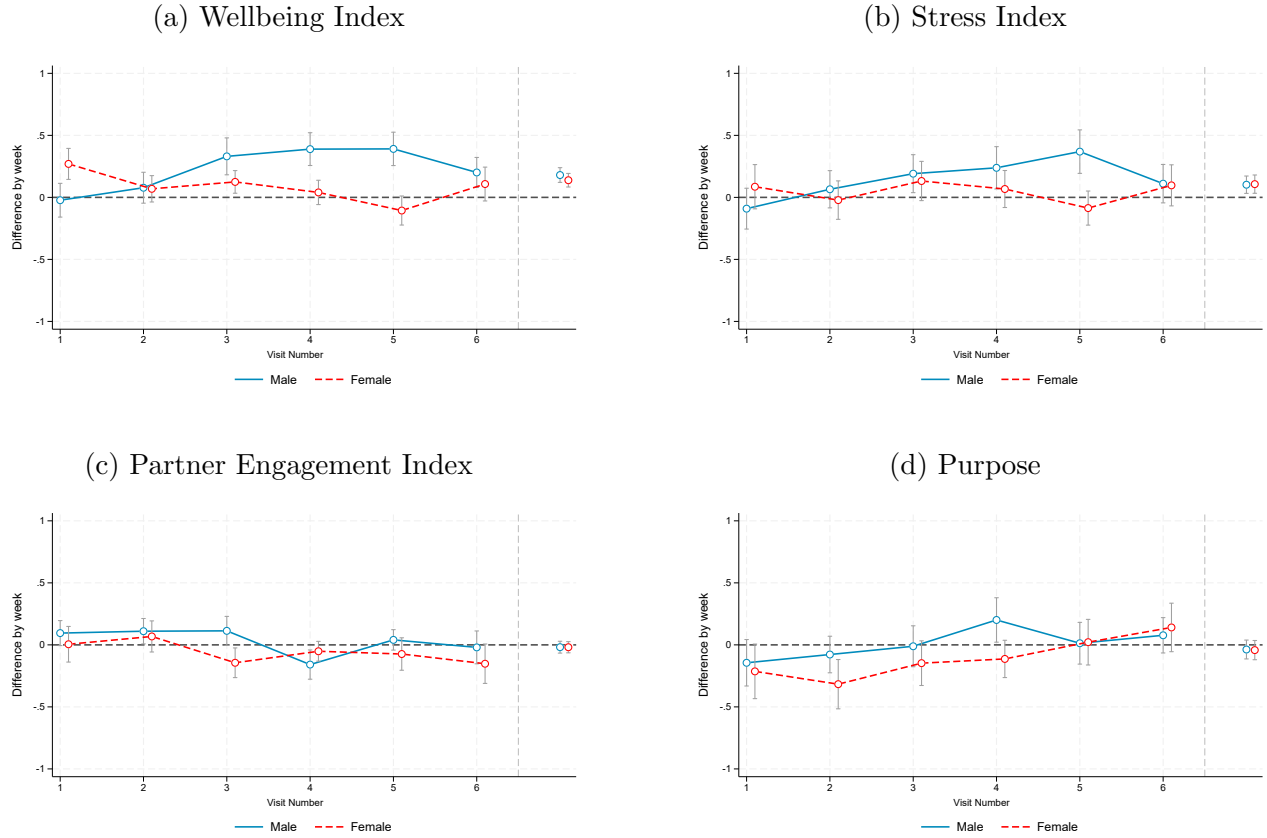 (a) Wellbeing Index
1
.5
0
-.5
-1
Difference by week
1 2 3 4 5 6
Visit Number
Male Female
(b) Stress Index
1
.5
0
-.5
-1
Difference by week
1 2 3 4 5 6
Visit Number
Male Female
(c) Partner Engagement Index
1
.5
0
-.5
-1
Difference by week
1 2 3 4 5 6
Visit Number
Male Female
(d) Purpose
1
.5
0
-.5
-1
Difference by week
1 2 3 4 5 6
Visit Number
Male Female